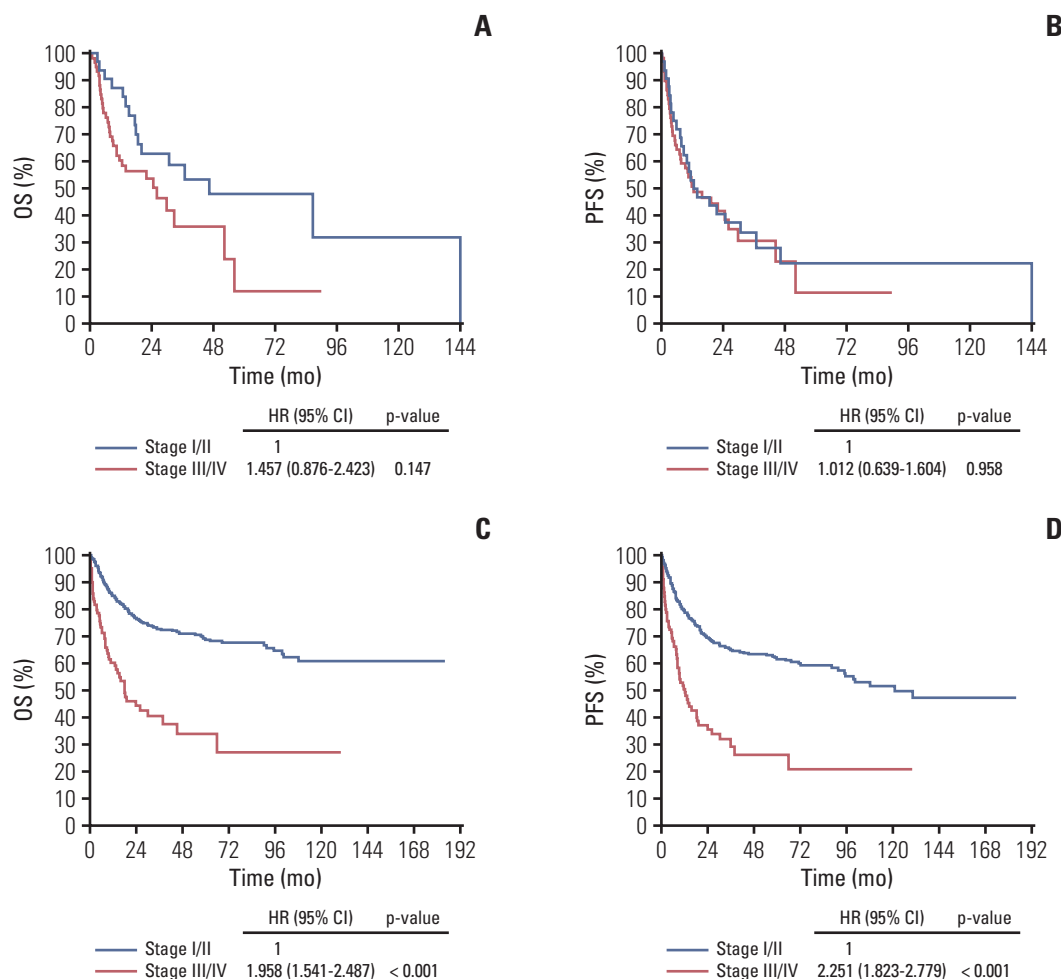 A
OS (%)
100
90
80
70
60
50
40
30
20
10
0
0 24 48 72 96 120 144
Time (mo)
HR (95% CI) p-value
Stage I/II 1
Stage III/IV 1.457 (0.876-2.423) 0.147
B
PFS (%)
100
90
80
70
60
50
40
30
20
10
0
0 24 48 72 96 120 144
Time (mo)
HR (95% CI) p-value
Stage I/II 1
Stage III/IV 1.012 (0.639-1.604) 0.958
C
OS (%)
100
90
80
70
60
50
40
30
20
10
0
0 24 48 72 96 120 144 168 192
Time (mo)
HR (95% CI) p-value
Stage I/II 1
Stage III/IV 1.958 (1.541-2.487) < 0.001
D
PFS (%)
100
90
80
70
60
50
40
30
20
10
0
0 24 48 72 96 120 144 168 192
Time (mo)
HR (95% CI) p-value
Stage I/II 1
Stage III/IV 2.251 (1.823-2.779) < 0.001